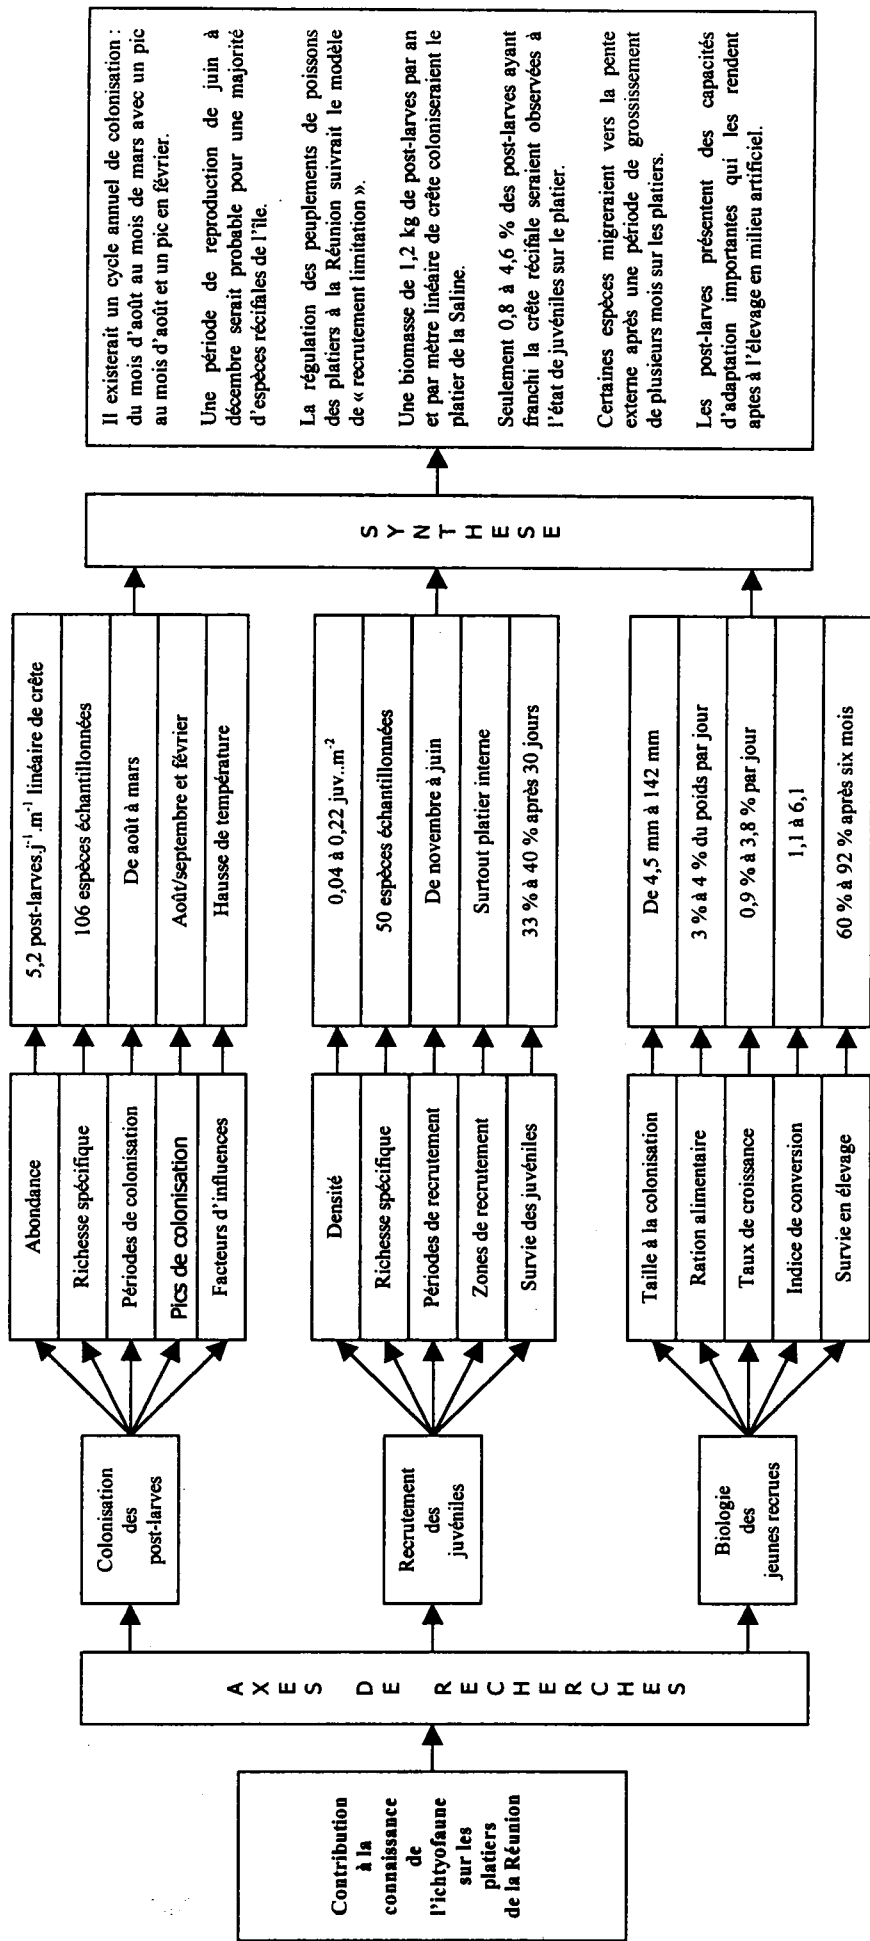 Contribution
à la
connaissance
de
l'ichtyofaune
sur les
platiers
de la Réunion
AXES DE RECHERCHES
Colonisation
des
post-larves
Recrutement
des
juvéniles
Biologie
des
jeunes recrues
Abondance
Richesse spécifique
Périodes de colonisation
Pics de colonisation
Facteurs d'influences
Densité
Richesse spécifique
Périodes de recrutement
Zones de recrutement
Survie des juvéniles
Taille à la colonisation
Ration alimentaire
Taux de croissance
Indice de conversion
Survie en élevage
5,2 post-larves.j⁻¹.m⁻¹ linéaire de crête
106 espèces échantillonnées
De août à mars
Août/septembre et février
Hausse de température
0,04 à 0,22 juv..m⁻²
50 espèces échantillonnées
De novembre à juin
Surtout platier interne
33 % à 40 % après 30 jours
De 4,5 mm à 142 mm
3 % à 4 % du poids par jour
0,9 % à 3,8 % par jour
1,1 à 6,1
60 % à 92 % après six mois
SYNTHESE
Il existerait un cycle annuel de colonisation :
du mois d'août au mois de mars avec un pic
au mois d'août et un pic en février.
Une période de reproduction de juin à
décembre serait probable pour une majorité
d'espèces récifales de l'île.
La régulation des peuplements de poissons
des platiers à la Réunion suivrait le modèle
de « recrutement limitation ».
Une biomasse de 1,2 kg de post-larves par an
et par mètre linéaire de crête coloniseraient le
platier de la Saline.
Seulement 0,8 à 4,6 % des post-larves ayant
franchi la crête récifale seraient observées à
l'état de juvéniles sur le platier.
Certaines espèces migreraient vers la pente
externe après une période de grossissement
de plusieurs mois sur les platiers.
Les post-larves présentent des capacités
d'adaptation importantes qui les rendent
aptes à l'élevage en milieu artificiel.